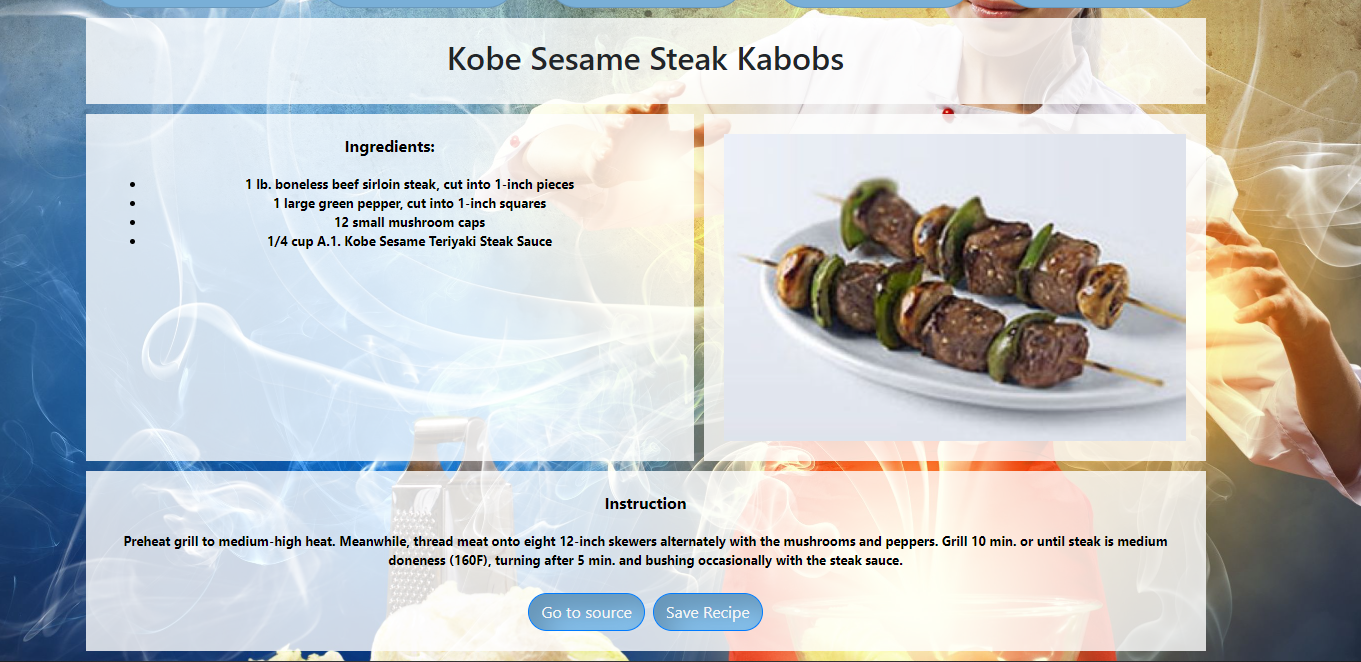 Kobe Sesame Steak Kabobs
Ingredients:
1 lb. boneless beef sirloin steak, cut into 1-inch pieces
1 large green pepper, cut into 1-inch squares
12 small mushroom caps
1/4 cup A.1. Kobe Sesame Teriyaki Steak Sauce
Instruction
Preheat grill to medium-high heat. Meanwhile, thread meat onto eight 12-inch skewers alternately with the mushrooms and peppers. Grill 10 min. or until steak is medium
doneness (160F), turning after 5 min. and bushing occasionally with the steak sauce.
Go to source
Save Recipe